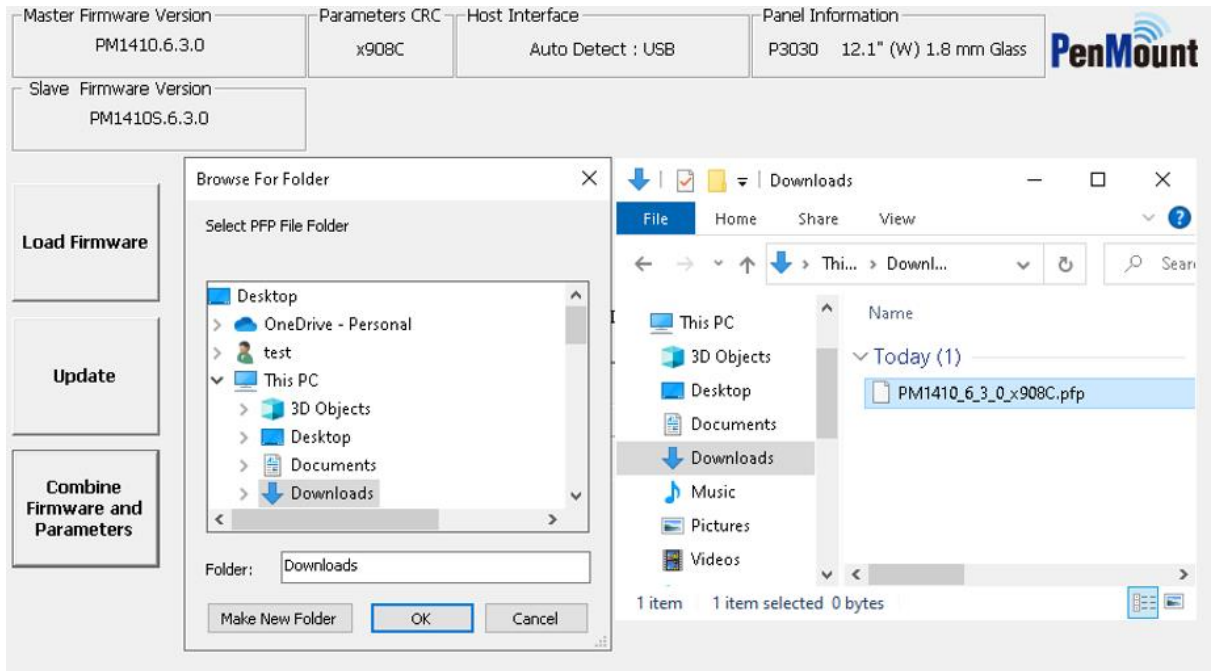 Master Firmware Version
PM1410.6.3.0
Parameters CRC
x908C
Host Interface
Auto Detect : USB
Panel Information
P3030 12.1" (W) 1.8 mm Glass
PenMount
Slave Firmware Version
PM1410S.6.3.0
Load Firmware
Update
Combine
Firmware and
Parameters
Browse For Folder
Select PFP File Folder
Desktop
OneDrive - Personal
test
This PC
3D Objects
Desktop
Documents
Downloads
Folder:
Downloads
Make New Folder
OK
Cancel
Downloads
File Home Share View
Thi... > Downl...
Sear
This PC
3D Objects
Desktop
Documents
Downloads
Music
Pictures
Videos
Name
Today (1)
PM1410_6_3_0_x908C.pfp
1 item 1 item selected 0 bytes